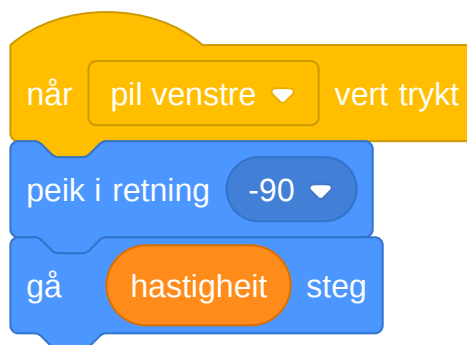 når pil venstre vert trykt
peik i retning -90
gå hastigheit steg